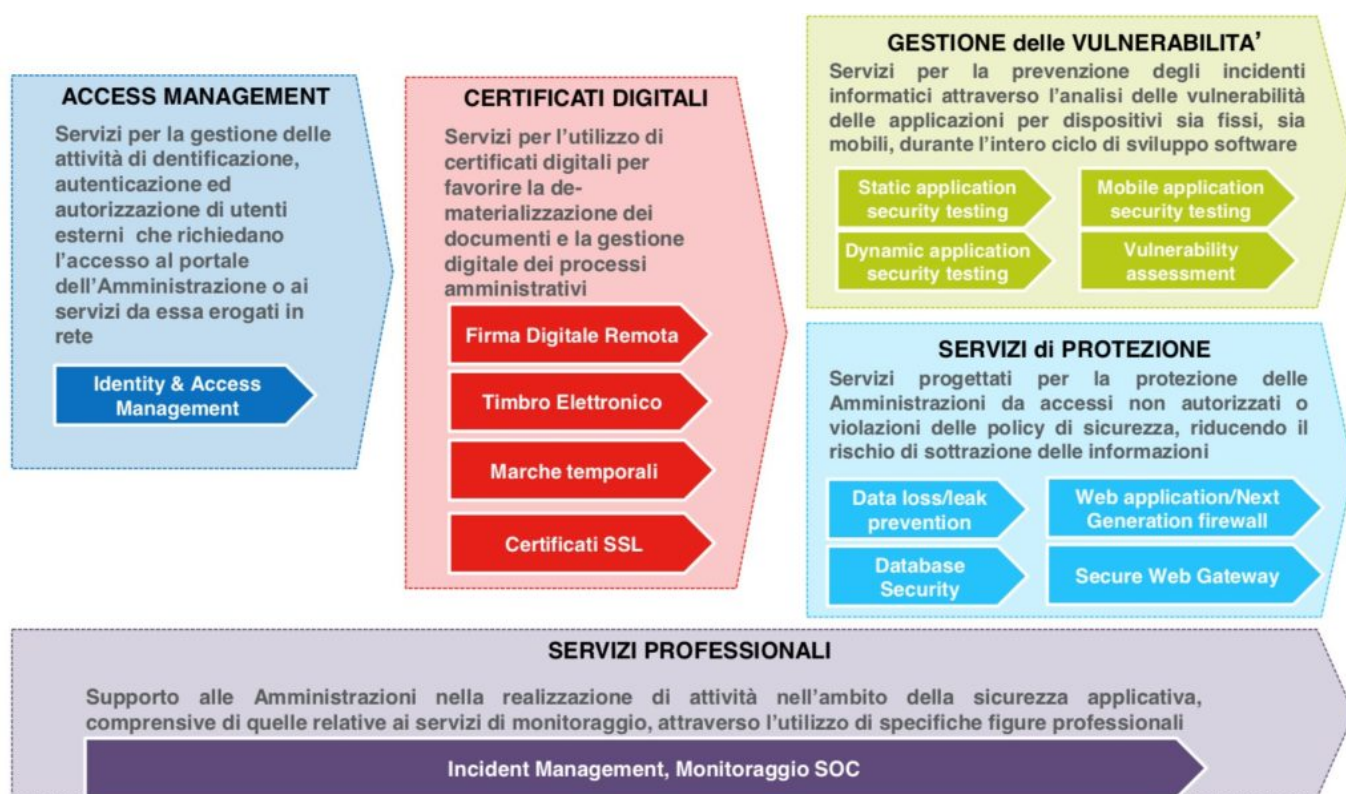 ACCESS MANAGEMENT
Servizi per la gestione delle
attività di dentificazione,
autenticazione ed
autorizzazione di utenti
esterni che richiedano
l'accesso al portale
dell'Amministrazione o ai
servizi da essa erogati in
rete
Identity & Access
Management
CERTIFICATI DIGITALI
Servizi per l'utilizzo di
certificati digitali per
favorire la de-
materializzazione dei
documenti e la gestione
digitale dei processi
amministrativi
Firma Digitale Remota
Timbro Elettronico
Marche temporali
Certificati SSL
GESTIONE delle VULNERABILITA'
Servizi per la prevenzione degli incidenti
informatici attraverso l'analisi delle vulnerabilità
delle applicazioni per dispositivi sia fissi, sia
mobili, durante l'intero ciclo di sviluppo software
Static application
security testing
Mobile application
security testing
Dynamic application
security testing
Vulnerability
assessment
SERVIZI di PROTEZIONE
Servizi progettati per la protezione delle
Amministrazioni da accessi non autorizzati o
violazioni delle policy di sicurezza, riducendo il
rischio di sottrazione delle informazioni
Data loss/leak
prevention
Web application/Next
Generation firewall
Database
Security
Secure Web Gateway
SERVIZI PROFESSIONALI
Supporto alle Amministrazioni nella realizzazione di attività nell'ambito della sicurezza applicativa,
comprensive di quelle relative ai servizi di monitoraggio, attraverso l'utilizzo di specifiche figure professionali
Incident Management, Monitoraggio SOC